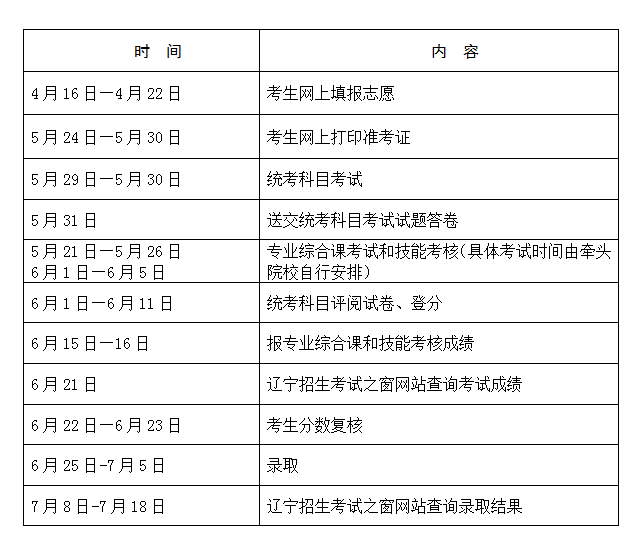 时 间 内 容
4月16日—4月22日 考生网上填报志愿
5月24日—5月30日 考生网上打印准考证
5月29日—5月30日 统考科目考试
5月31日 送交统考科目考试试题答卷
5月21日—5月26日 专业综合课考试和技能考核(具体考试时间由牵头
6月1日—6月5日 院校自行安排)
6月1日—6月11日 统考科目评阅试卷、登分
6月15日—16日 报专业综合课和技能考核成绩
6月21日 辽宁招生考试之窗网站查询考试成绩
6月22日—6月23日 考生分数复核
6月25日-7月5日 录取
7月8日-7月18日 辽宁招生考试之窗网站查询录取结果